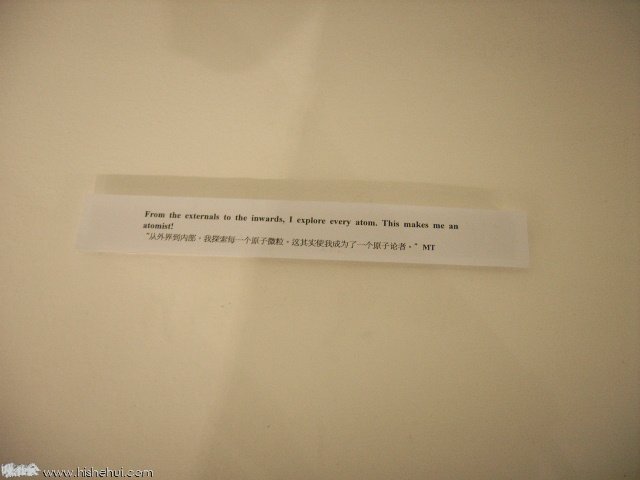 From the externals to the inwards, I explore every atom. This makes me an
atomist!
“从外界到内部，我探索每一个原子微粒，这其实使我成为了一个原子论者。” MT
www.hishehui.com